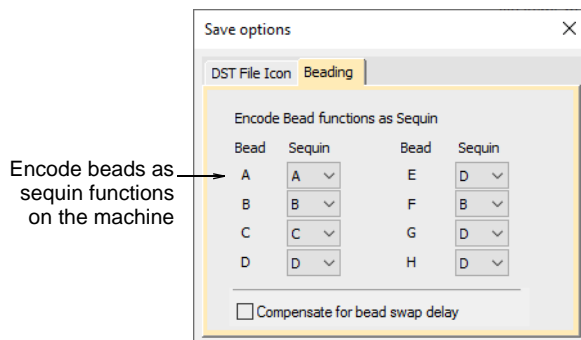 Save options
DST File Icon Beading
Encode Bead functions as Sequin
Bead Sequin Bead Sequin
A A E D
B B F B
C C G D
D D H D
Compensate for bead swap delay
Encode beads as
sequin functions
on the machine